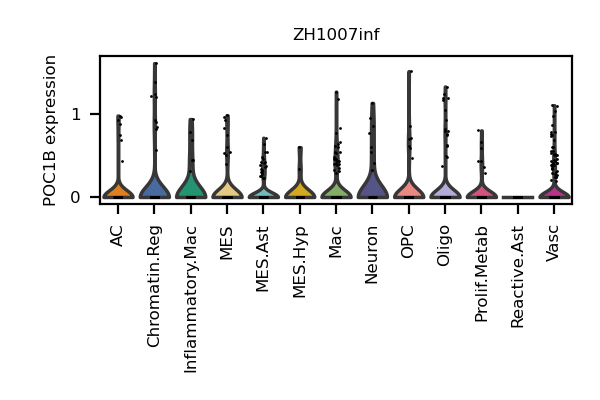 ZH1007inf
POC1B expression
1
0
AC
Chromatin.Reg
Inflammatory.Mac
MES
MES.Ast
MES.Hyp
Mac
Neuron
OPC
Oligo
Prolif.Metab
Reactive.Ast
Vasc